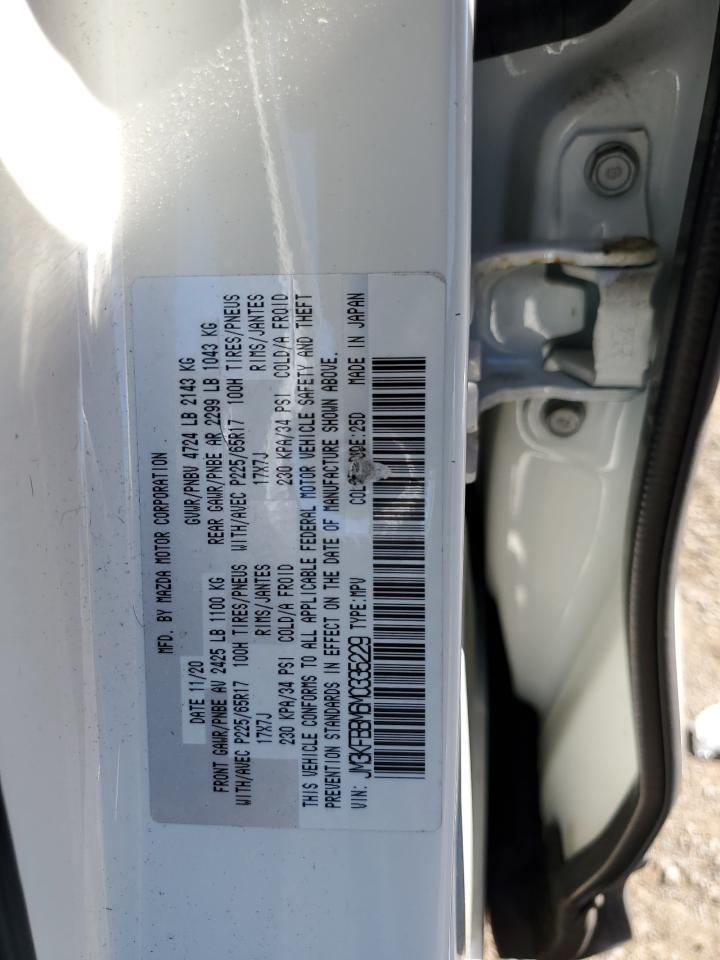 MFD. BY MAZDA MOTOR CORPORATION
DATE 11/20 GVWR/PNBV 4724 LB 2143 KG
FRONT GAWR/PNBE AV 2425 LB 1100 KG REAR GAWR/PNBE AR 2299 LB 1043 KG
WITH/AVEC P225/65R17 100H TIRES/PNEUS WITH/AVEC P225/65R17 100H TIRES/PNEUS
17X7J RIMS/JANTES 17X7J RIMS/JANTES
230 KPA/34 PSI COLD/A FROID 230 KPA/34 PSI COLD/A FROID
THIS VEHICLE CONFORMS TO ALL APPLICABLE FEDERAL MOTOR VEHICLE SAFETY AND THEFT
PREVENTION STANDARDS IN EFFECT ON THE DATE OF MANUFACTURE SHOWN ABOVE.
VIN: JM3KFBBM6M0335229 TYPE:MPV :25D MADE IN JAPAN